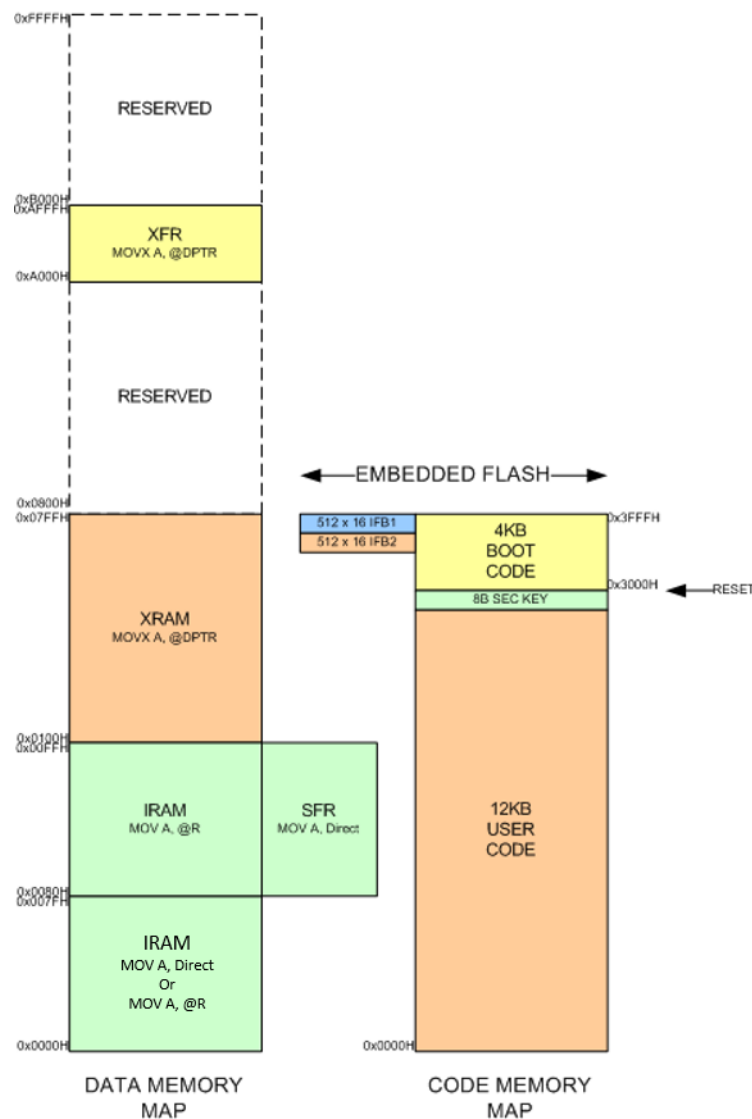 0xFFFFH
RESERVED
0xB000H
0xAFFFH
XFR
MOVX A, @DPTR
0xA000H
RESERVED
0x0800H
0x07FFH
XRAM
MOVX A, @DPTR
0x0100H
0x00FFH
IRAM
MOV A, @R
SFR
MOV A, Direct
0x0080H
0x007FH
IRAM
MOV A, Direct
Or
MOV A, @R
0x0000H
DATA MEMORY
MAP
EMBEDDED FLASH
512 x 16 IFB1
512 x 16 IFB2
4KB
BOOT
CODE
0x3FFFH
0x3000H
RESET
8B SEC KEY
12KB
USER
CODE
0x0000H
CODE MEMORY
MAP